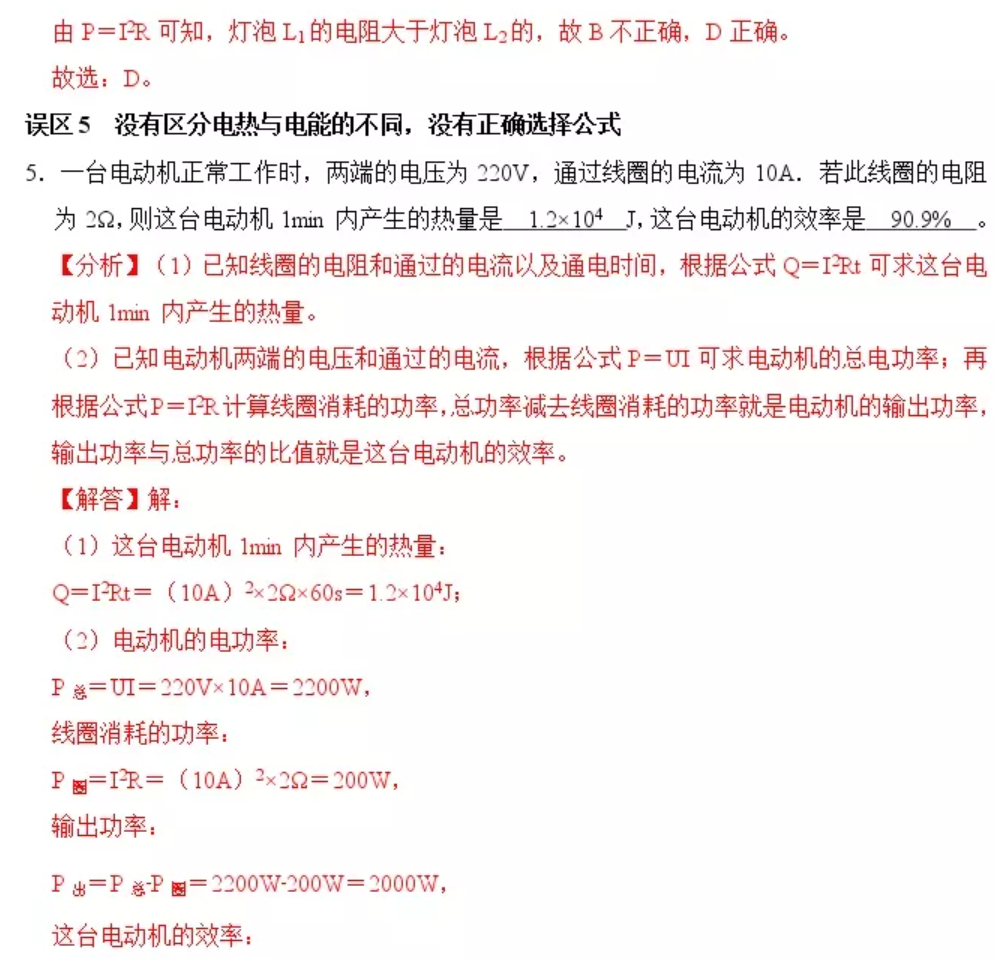 由 P＝I²R 可知，灯泡 L₁的电阻大于灯泡 L₂的，故 B 不正确，D 正确。
故选：D。
误区 5　没有区分电热与电能的不同，没有正确选择公式
5．一台电动机正常工作时，两端的电压为 220V，通过线圈的电流为 10A．若此线圈的电阻
为 2Ω，则这台电动机 1min 内产生的热量是　1.2×10⁴　J，这台电动机的效率是　90.9%　。
【分析】（1）已知线圈的电阻和通过的电流以及通电时间，根据公式 Q＝I²Rt 可求这台电
动机 1min 内产生的热量。
（2）已知电动机两端的电压和通过的电流，根据公式 P＝UI 可求电动机的总电功率；再
根据公式P＝I²R计算线圈消耗的功率，总功率减去线圈消耗的功率就是电动机的输出功率，
输出功率与总功率的比值就是这台电动机的效率。
【解答】解：
（1）这台电动机 1min 内产生的热量：
Q＝I²Rt＝（10A）²×2Ω×60s＝1.2×10⁴J；
（2）电动机的电功率：
P 总＝UI＝220V×10A＝2200W，
线圈消耗的功率：
P 圈＝I²R＝（10A）²×2Ω＝200W，
输出功率：
P 出＝P 总-P 圈＝2200W-200W＝2000W，
这台电动机的效率：